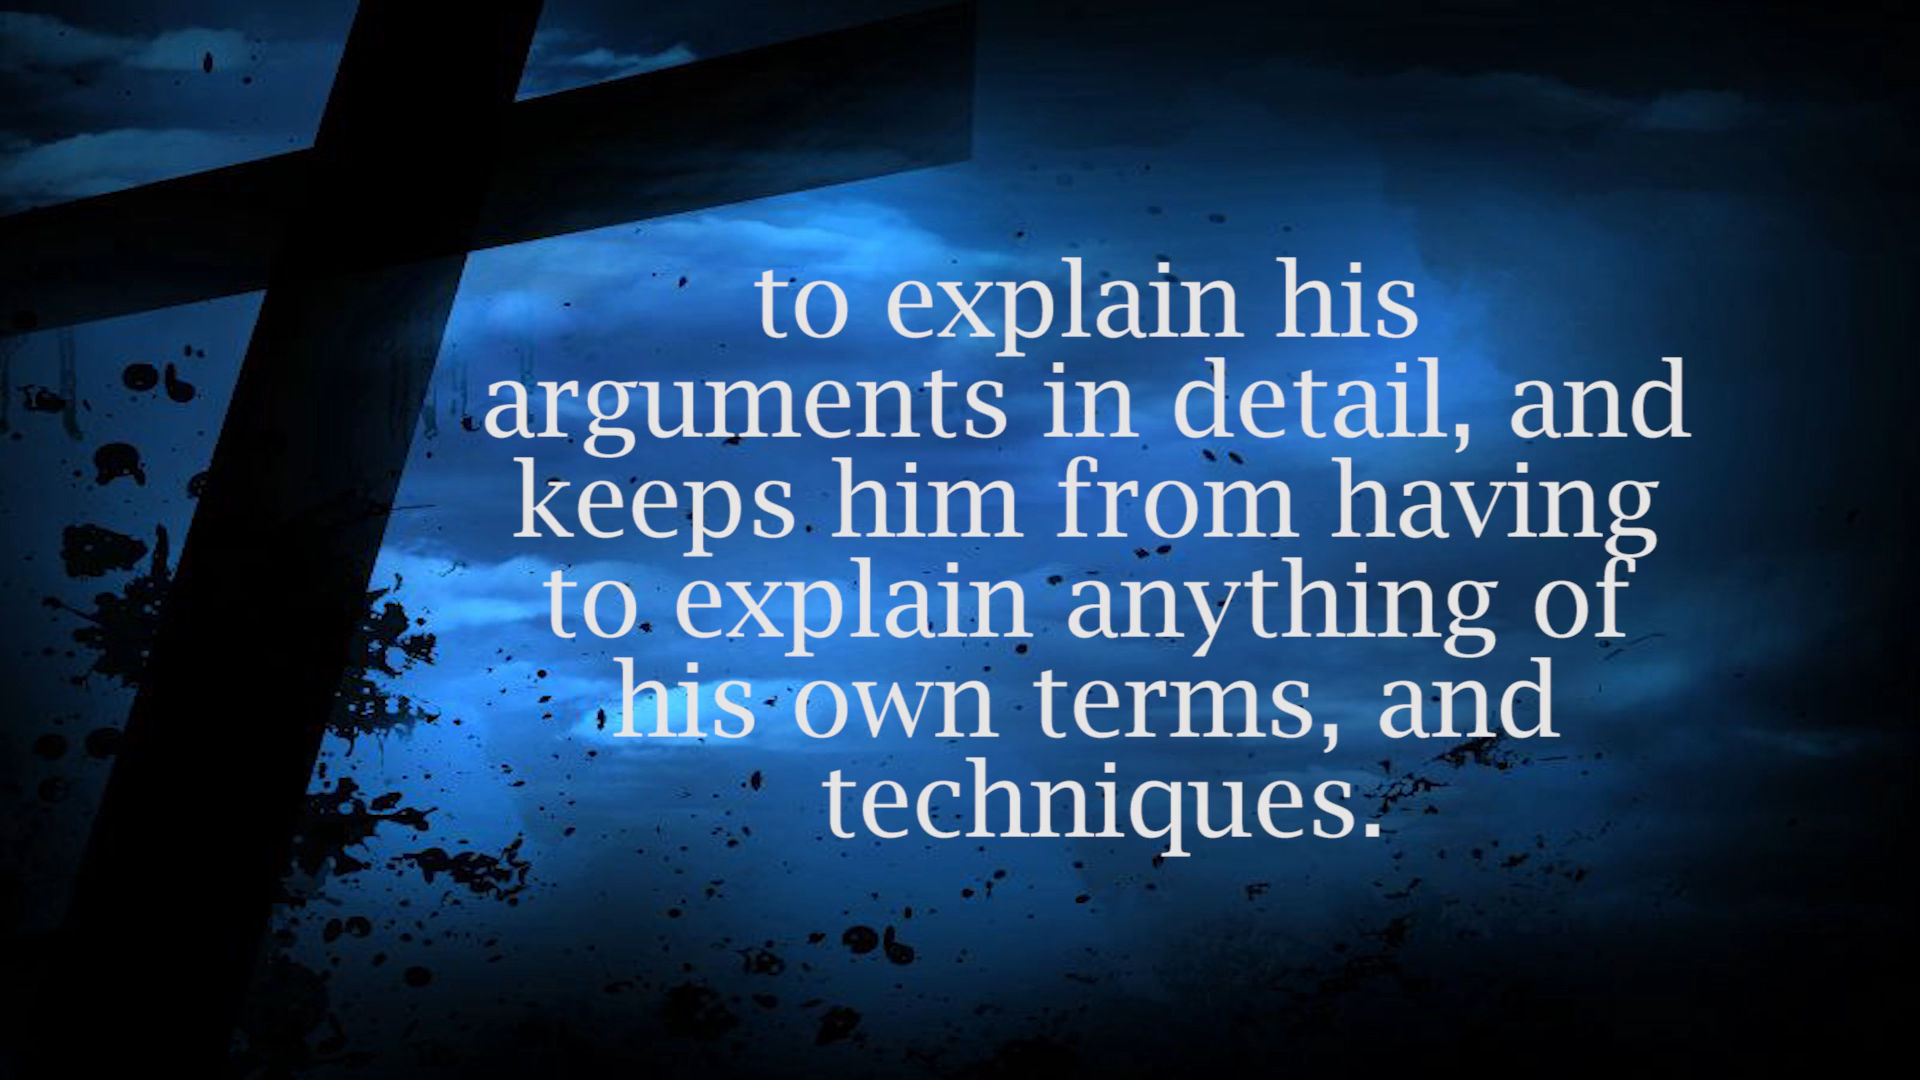 to explain his
arguments in detail, and
keeps him from having
to explain anything of
his own terms, and
techniques.